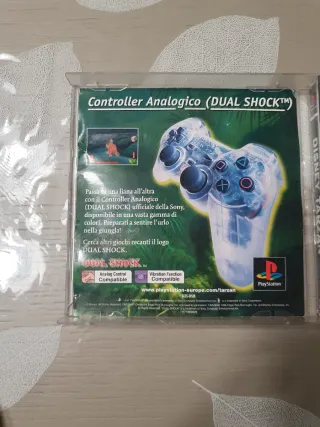 Controller Analogico (DUAL SHOCK™)
Passa da una liana all'altra
con il Controller Analogico
(DUAL SHOCK) ufficiale della Sony,
disponibile in una vasta gamma di
colori. Preparati a sentire l'urlo
nella giungla!
Cerca altri giochi recanti il logo
DUAL SHOCK.
DUAL SHOCK™
Analog Control
Compatible
Vibration Function
Compatible
PlayStation
www.playstation-europe.com/tarzan
DISNEY